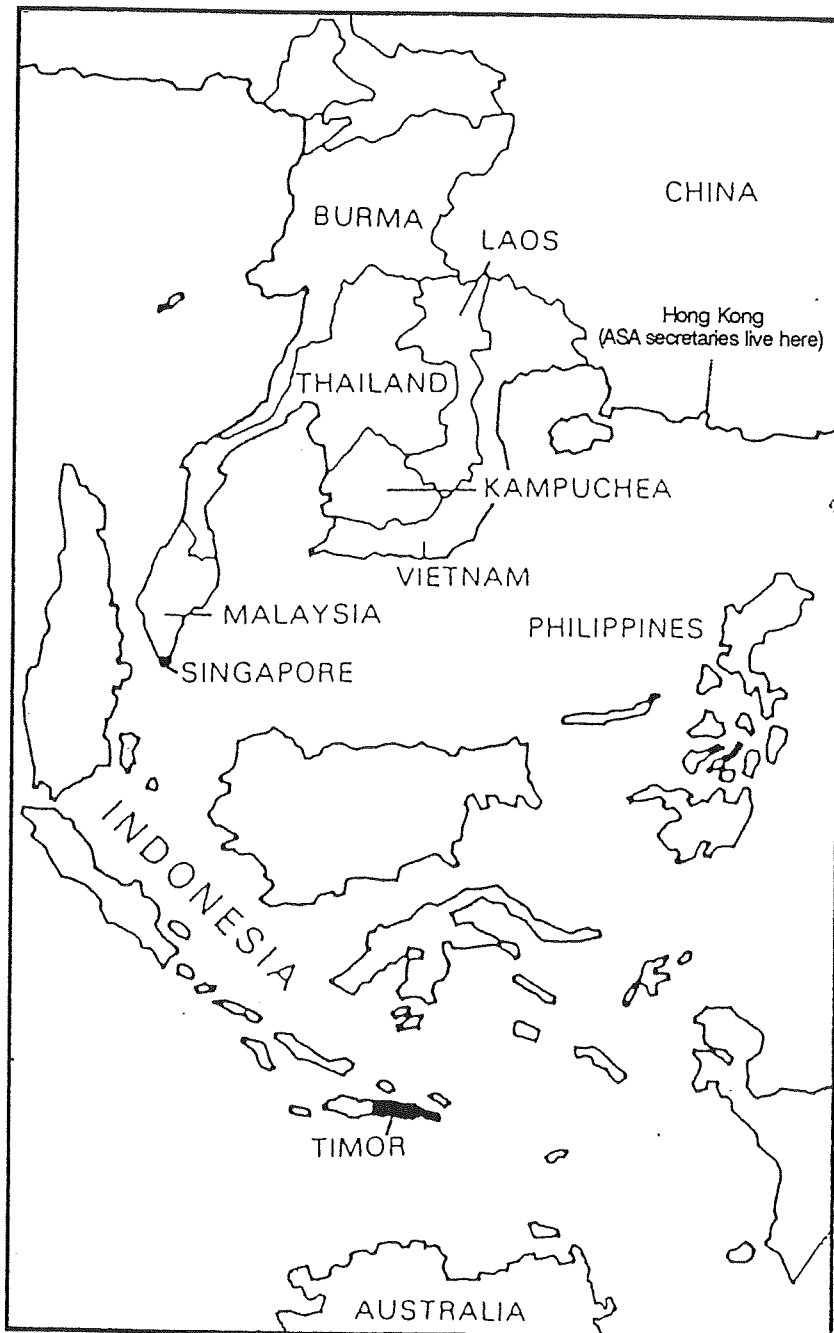 CHINA
BURMA
LAOS
Hong Kong
(ASA secretaries live here)
THAILAND
KAMPUCHEA
VIETNAM
MALAYSIA
PHILIPPINES
SINGAPORE
INDONESIA
TIMOR
AUSTRALIA